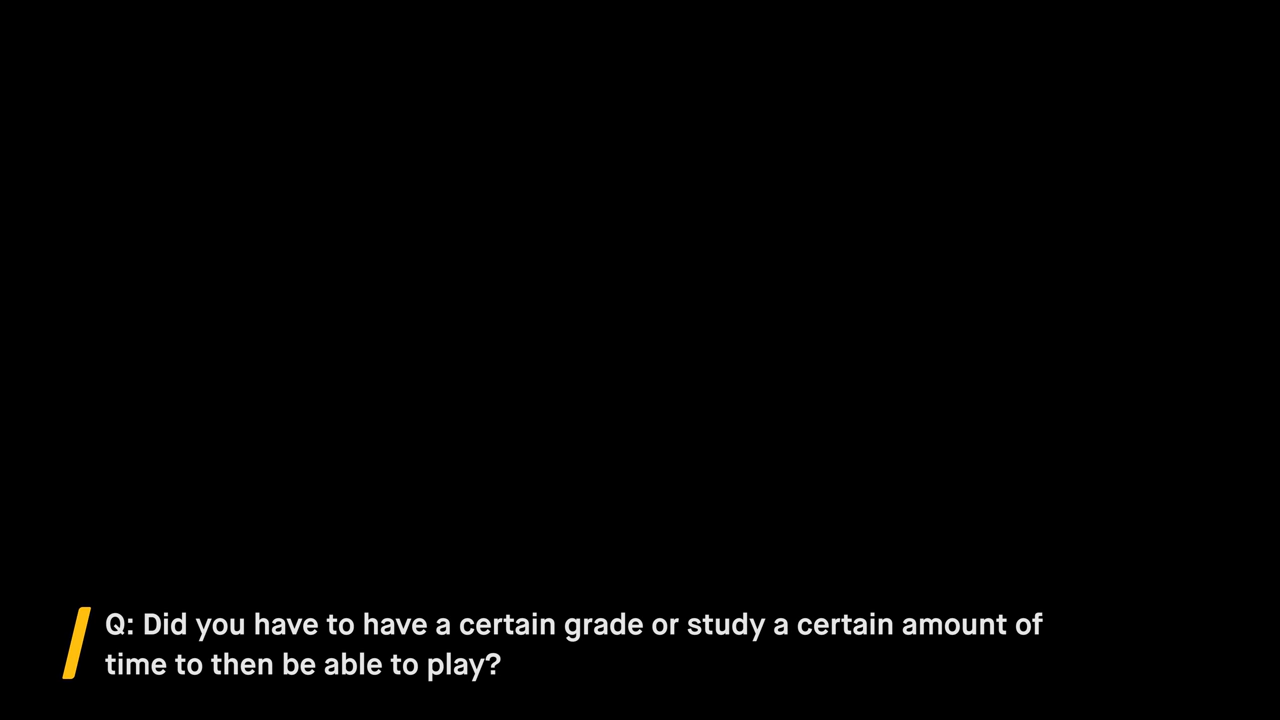 Q: Did you have to have a certain grade or study a certain amount of
time to then be able to play?